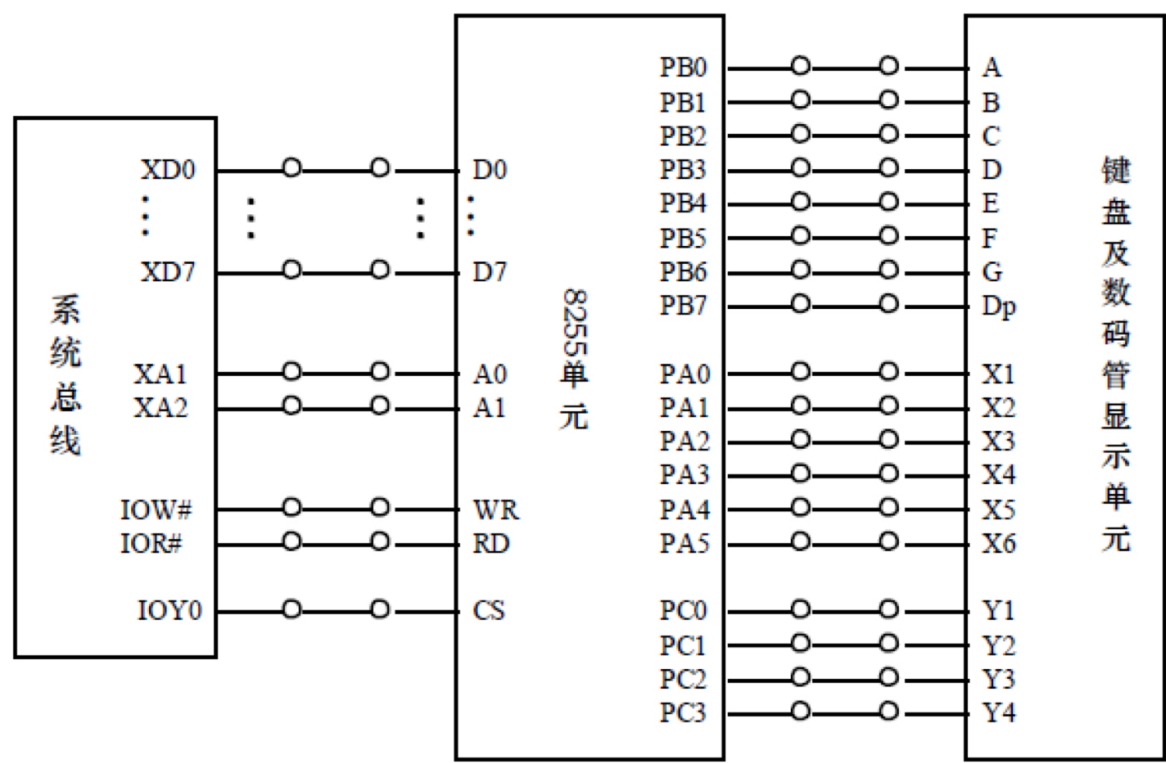 系统总线
XD0
XD7
XA1
XA2
IOW#
IOR#
IOY0
8255单元
D0
D7
A0
A1
WR
RD
CS
PB0
PB1
PB2
PB3
PB4
PB5
PB6
PB7
PA0
PA1
PA2
PA3
PA4
PA5
PC0
PC1
PC2
PC3
A
B
C
D
E
F
G
Dp
X1
X2
X3
X4
X5
X6
Y1
Y2
Y3
Y4
键盘及数码管显示单元